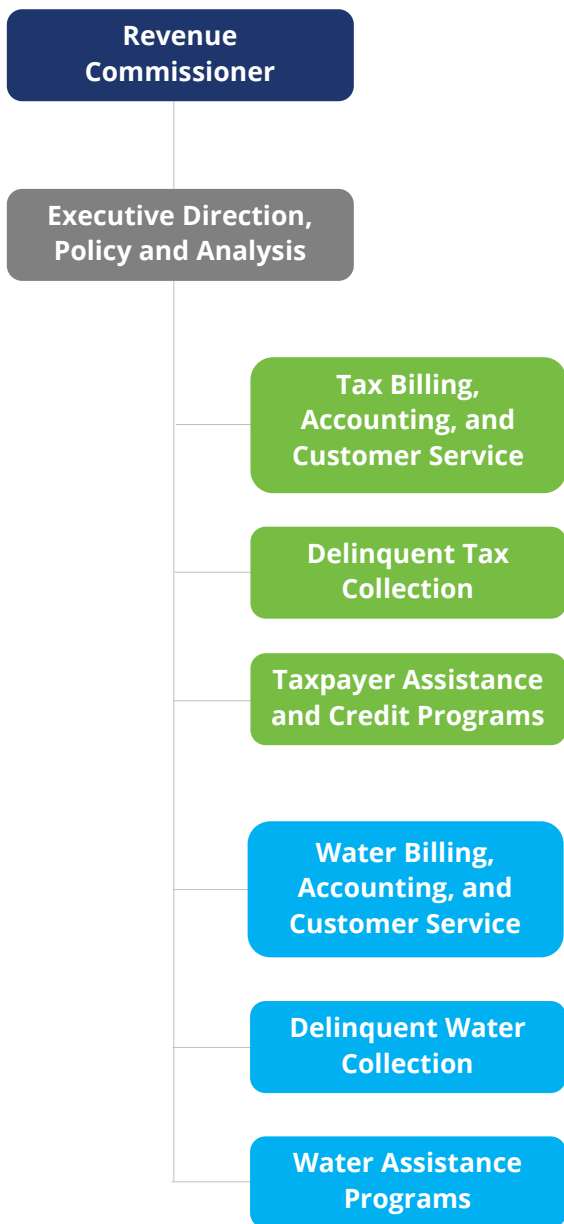 Revenue
Commissioner
Executive Direction,
Policy and Analysis
Tax Billing,
Accounting, and
Customer Service
Delinquent Tax
Collection
Taxpayer Assistance
and Credit Programs
Water Billing,
Accounting, and
Customer Service
Delinquent Water
Collection
Water Assistance
Programs